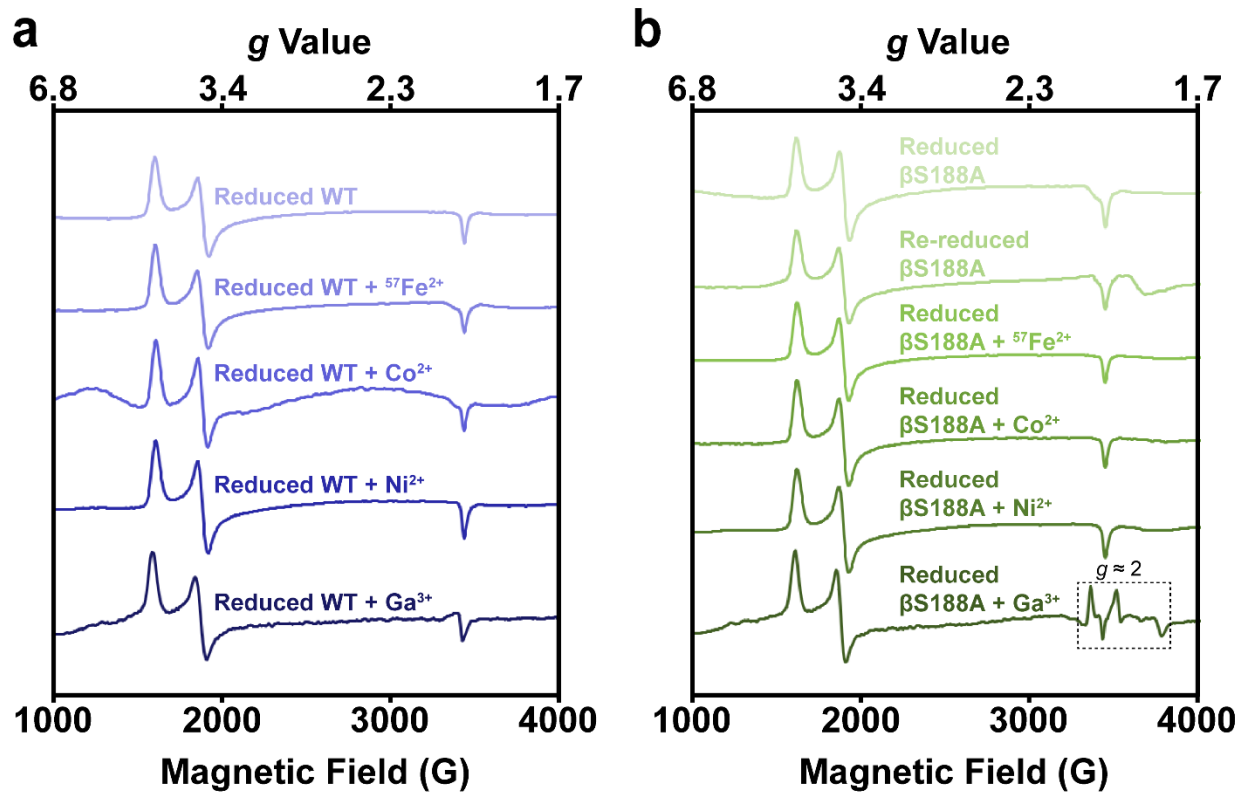 a
g Value
6.8 3.4 2.3 1.7
Reduced WT
Reduced WT + ⁵⁷Fe²⁺
Reduced WT + Co²⁺
Reduced WT + Ni²⁺
Reduced WT + Ga³⁺
1000 2000 3000 4000
Magnetic Field (G)
b
g Value
6.8 3.4 2.3 1.7
Reduced
βS188A
Re-reduced
βS188A
Reduced
βS188A + ⁵⁷Fe²⁺
Reduced
βS188A + Co²⁺
Reduced
βS188A + Ni²⁺
Reduced
βS188A + Ga³⁺
g ≈ 2
1000 2000 3000 4000
Magnetic Field (G)